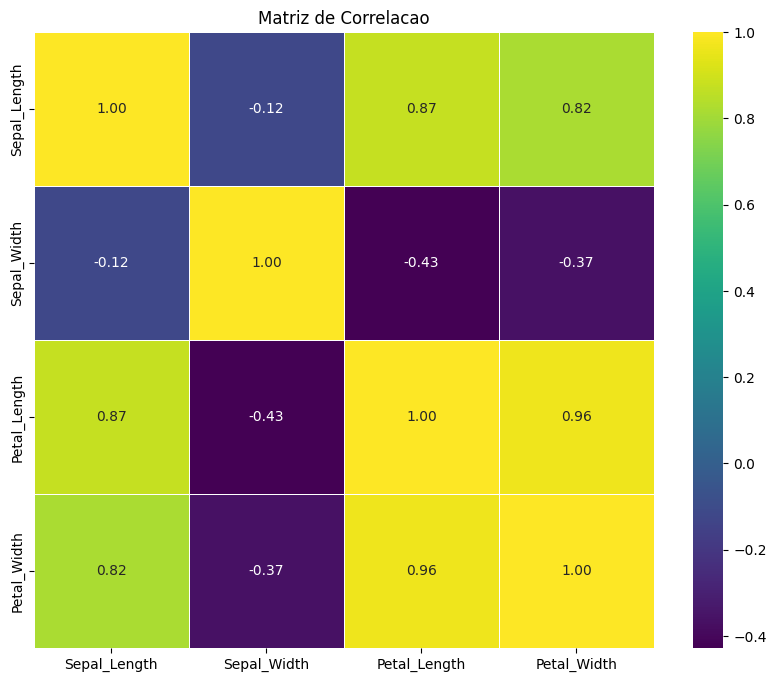 Matriz de Correlacao
Sepal_Length
1.00
-0.12
0.87
0.82
Sepal_Width
-0.12
1.00
-0.43
-0.37
Petal_Length
0.87
-0.43
1.00
0.96
Petal_Width
0.82
-0.37
0.96
1.00
Sepal_Length
Sepal_Width
Petal_Length
Petal_Width
1.0
0.8
0.6
0.4
0.2
0.0
−0.2
−0.4